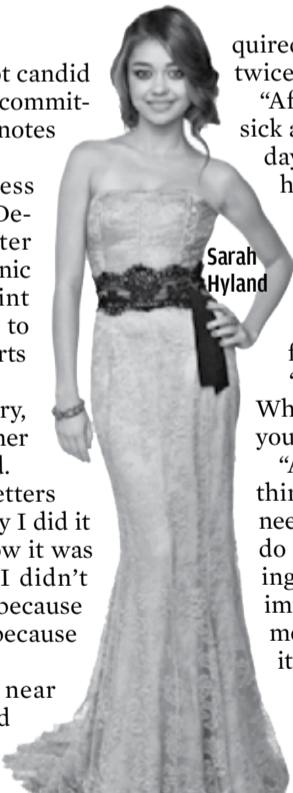 ot candid
commit-
notes
ess
De-
ter
nic
int
to
rts
ry,
her
d.
etters
y I did it
ow it was
I didn't
because
because
near
d
Sarah
Hyland
quired
twice
"Af
sick a
day
h
f
"
Wh
you
"A
thin
nee
do
ing
im
me
it